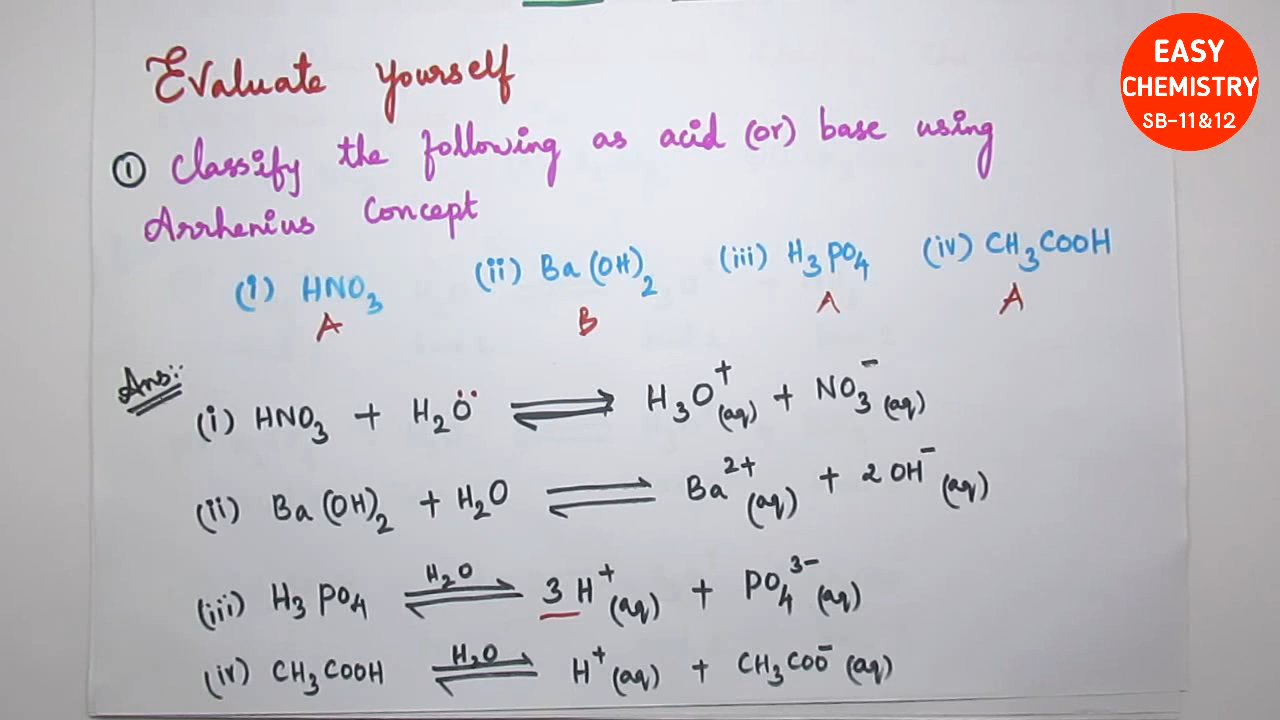 EASY
CHEMISTRY
SB-11&12
Evaluate yourself
① Classify the following as acid (or) base using
Arrhenius Concept
(i) HNO₃ (ii) Ba(OH)₂ (iii) H₃PO₄ (iv) CH₃COOH
A B A A
Ans:-
(i) HNO₃ + H₂Ö ⇌ H₃O⁺(aq) + NO₃⁻(aq)
(ii) Ba(OH)₂ + H₂O ⇌ Ba²⁺(aq) + 2OH⁻(aq)
(iii) H₃PO₄ ⇌ H₂O 3H⁺(aq) + PO₄³⁻(aq)
(iv) CH₃COOH ⇌ H₂O H⁺(aq) + CH₃COO⁻(aq)